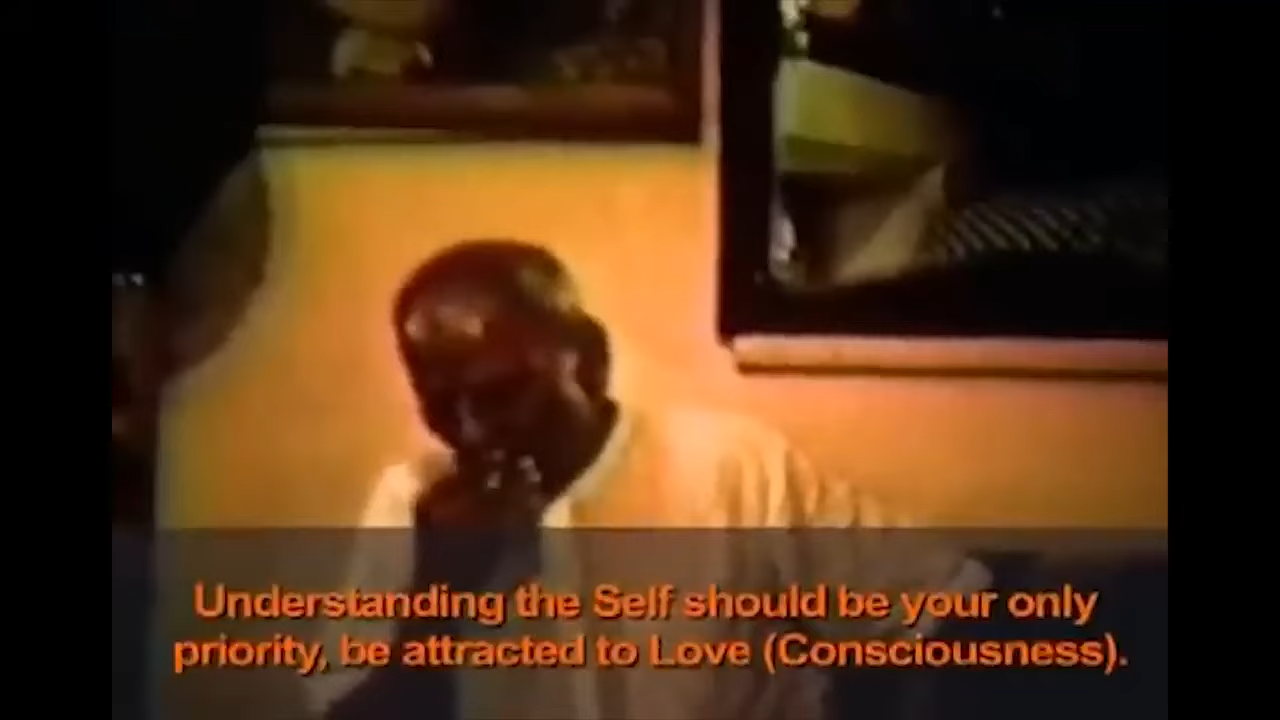 Understanding the Self should be your only
priority, be attracted to Love (Consciousness).